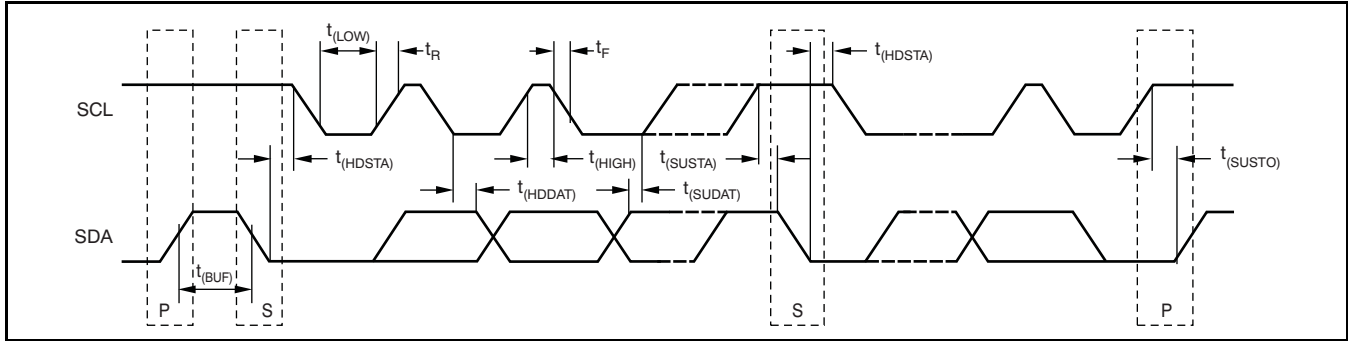 t(LOW)
tR
tF
t(HDSTA)
SCL
t(HDSTA)
t(HIGH)
t(SUSTA)
t(SUSTO)
t(HDDAT)
t(SUDAT)
SDA
t(BUF)
P
S
S
P